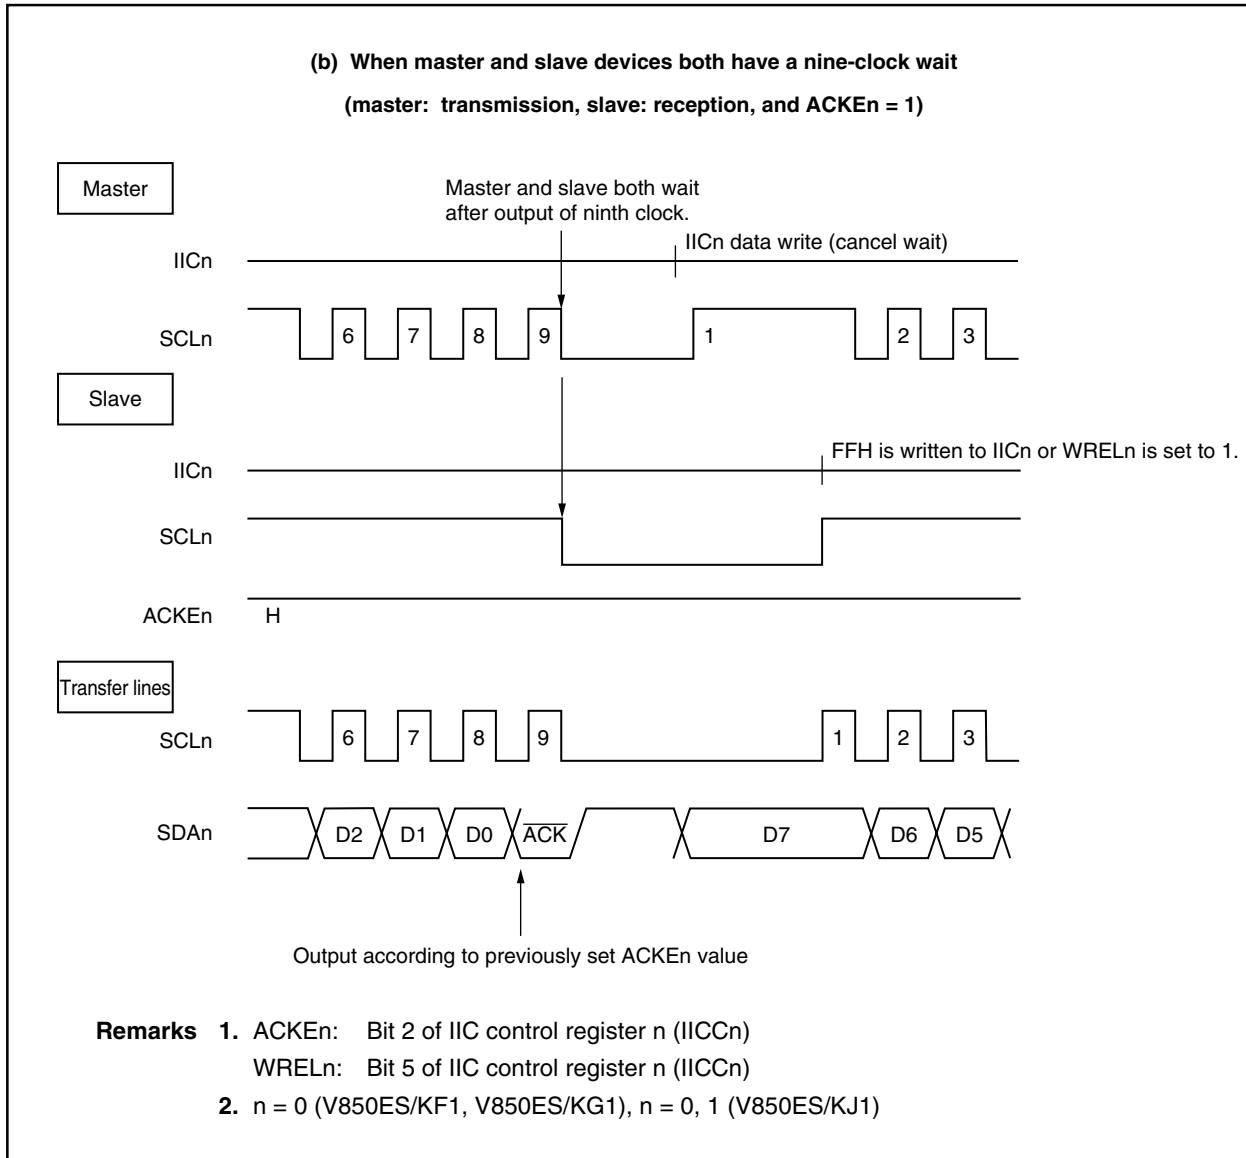 (b) When master and slave devices both have a nine-clock wait
(master: transmission, slave: reception, and ACKEn = 1)
Master
Master and slave both wait
after output of ninth clock.
IICn data write (cancel wait)
IICn
SCLn 6 7 8 9 1 2 3
Slave
FFH is written to IICn or WRELn is set to 1.
IICn
SCLn
ACKEn H
Transfer lines
SCLn 6 7 8 9 1 2 3
SDAn D2 D1 D0 A̅C̅K̅ D7 D6 D5
Output according to previously set ACKEn value
Remarks 1. ACKEn: Bit 2 of IIC control register n (IICCn)
WRELn: Bit 5 of IIC control register n (IICCn)
2. n = 0 (V850ES/KF1, V850ES/KG1), n = 0, 1 (V850ES/KJ1)